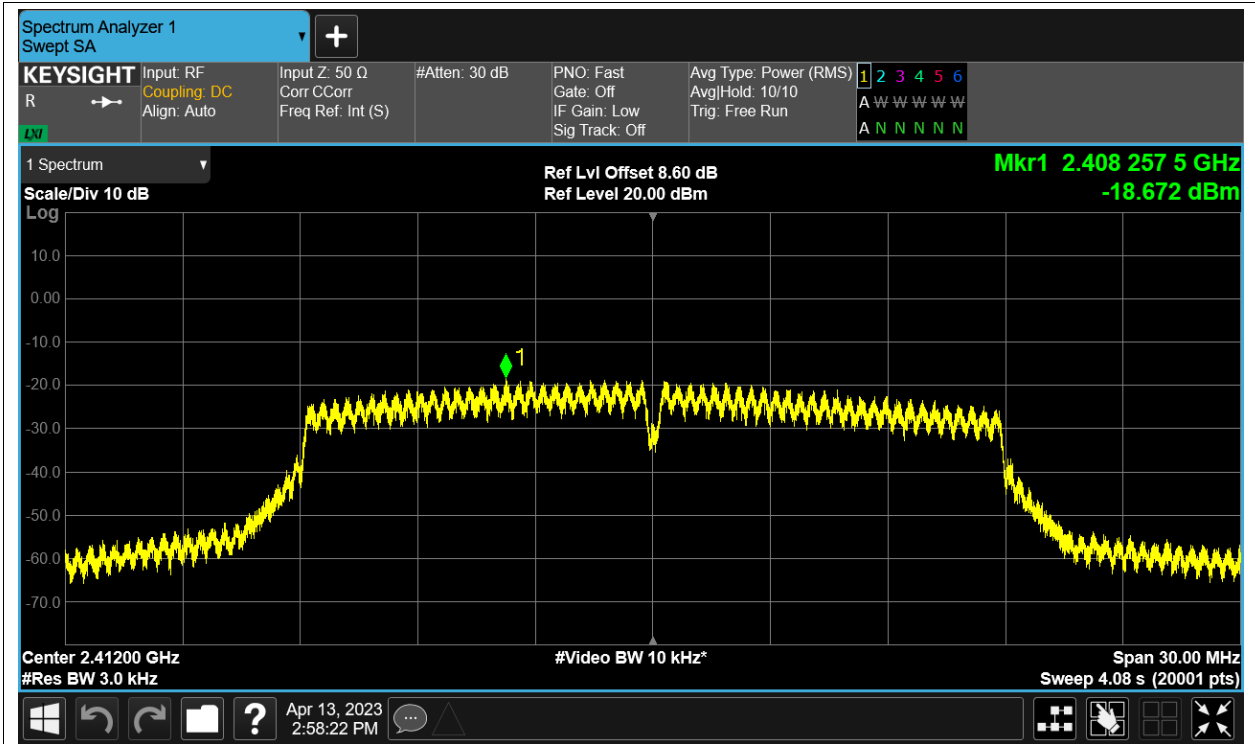 Spectrum Analyzer 1
Swept SA
+
KEYSIGHT
R
LXI
Input: RF
Coupling: DC
Align: Auto
Input Z: 50 Ω
Corr CCorr
Freq Ref: Int (S)
#Atten: 30 dB
PNO: Fast
Gate: Off
IF Gain: Low
Sig Track: Off
Avg Type: Power (RMS)
Avg|Hold: 10/10
Trig: Free Run
1 2 3 4 5 6
A W W W W W
A N N N N N
1 Spectrum
Scale/Div 10 dB
Log
Ref Lvl Offset 8.60 dB
Ref Level 20.00 dBm
Mkr1 2.408 257 5 GHz
-18.672 dBm
10.0
0.00
-10.0
-20.0
-30.0
-40.0
-50.0
-60.0
-70.0
1
Center 2.41200 GHz
#Res BW 3.0 kHz
#Video BW 10 kHz*
Span 30.00 MHz
Sweep 4.08 s (20001 pts)
?
Apr 13, 2023
2:58:22 PM